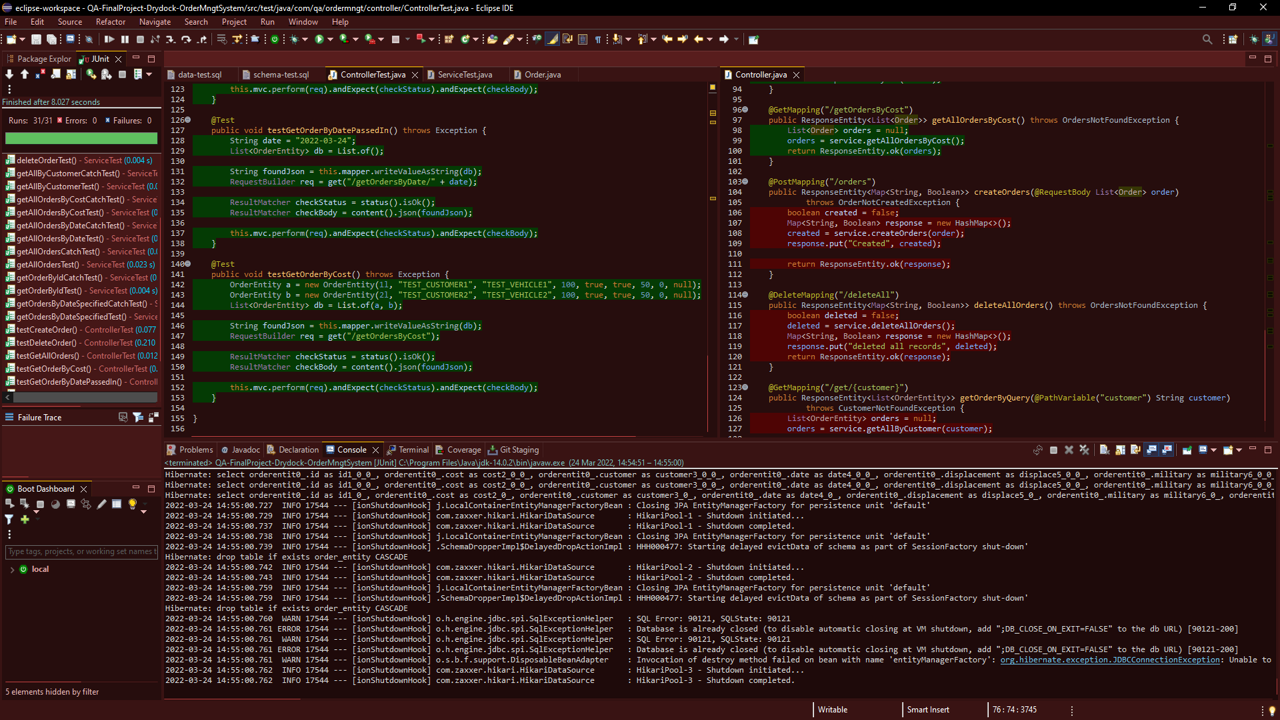 eclipse-workspace - QA-FinalProject-Drydock-OrderMngtSystem/src/test/java/com/qa/ordermngt/controller/ControllerTest.java - Eclipse IDE
File Edit Source Refactor Navigate Search Project Run Window Help
Package Explor JUnit
Finished after 8.027 seconds
Runs: 31/31 Errors: 0 Failures: 0
deleteOrderTest() - ServiceTest (0.004 s)
getAllByCustomerCatchTest() - ServiceTe
getAllByCustomerTest() - ServiceTest (0.0
getAllOrdersByCostCatchTest() - ServiceT
getAllOrdersByCostTest() - ServiceTest (0
getAllOrdersByDateCatchTest() - ServiceT
getAllOrdersByDateTest() - ServiceTest (0
getAllOrdersCatchTest() - ServiceTest (0.0
getAllOrdersTest() - ServiceTest (0.023 s)
getOrderByIdCatchTest() - ServiceTest (0
getOrderByIdTest() - ServiceTest (0.004 s)
getOrdersByDateSpecifiedCatchTest() - Se
getOrdersByDateSpecifiedTest() - Service
testCreateOrder() - ControllerTest (0.077
testDeleteOrder() - ControllerTest (0.210
testGetAllOrders() - ControllerTest (0.012
testGetOrderByCost() - ControllerTest (0
testGetOrderByDatePassedIn() - Controlle
Failure Trace
Boot Dashboard
Type tags, projects, or working set names t
local
5 elements hidden by filter
data-test.sql schema-test.sql ControllerTest.java ServiceTest.java Order.java
123 this.mvc.perform(req).andExpect(checkStatus).andExpect(checkBody);
124 }
125
126 @Test
127 public void testGetOrderByDatePassedIn() throws Exception {
128 String date = "2022-03-24";
129 List<OrderEntity> db = List.of();
130
131 String foundJson = this.mapper.writeValueAsString(db);
132 RequestBuilder req = get("/getOrdersByDate/" + date);
133
134 ResultMatcher checkStatus = status().isOk();
135 ResultMatcher checkBody = content().json(foundJson);
136
137 this.mvc.perform(req).andExpect(checkStatus).andExpect(checkBody);
138 }
139
140 @Test
141 public void testGetOrderByCost() throws Exception {
142 OrderEntity a = new OrderEntity(1l, "TEST_CUSTOMER1", "TEST_VEHICLE1", 100, true, true, 50, 0, null);
143 OrderEntity b = new OrderEntity(2l, "TEST_CUSTOMER2", "TEST_VEHICLE2", 100, true, true, 50, 0, null);
144 List<OrderEntity> db = List.of(a, b);
145
146 String foundJson = this.mapper.writeValueAsString(db);
147 RequestBuilder req = get("/getOrdersByCost");
148
149 ResultMatcher checkStatus = status().isOk();
150 ResultMatcher checkBody = content().json(foundJson);
151
152 this.mvc.perform(req).andExpect(checkStatus).andExpect(checkBody);
153 }
154
155 }
156
Controller.java
94 }
95
96 @GetMapping("/getOrdersByCost")
97 public ResponseEntity<List<Order>> getAllOrdersByCost() throws OrdersNotFoundException {
98 List<Order> orders = null;
99 orders = service.getAllOrdersByCost();
100 return ResponseEntity.ok(orders);
101 }
102
103 @PostMapping("/orders")
104 public ResponseEntity<Map<String, Boolean>> createOrders(@RequestBody List<Order> order)
105 throws OrderNotCreatedException {
106 boolean created = false;
107 Map<String, Boolean> response = new HashMap<>();
108 created = service.createOrders(order);
109 response.put("Created", created);
110
111 return ResponseEntity.ok(response);
112 }
113
114 @DeleteMapping("/deleteAll")
115 public ResponseEntity<Map<String, Boolean>> deleteAllOrders() throws OrdersNotFoundException {
116 boolean deleted = false;
117 deleted = service.deleteAllOrders();
118 Map<String, Boolean> response = new HashMap<>();
119 response.put("deleted all records", deleted);
120 return ResponseEntity.ok(response);
121 }
122
123 @GetMapping("/get/{customer}")
124 public ResponseEntity<List<OrderEntity>> getOrderByQuery(@PathVariable("customer") String customer)
125 throws CustomerNotFoundException {
126 List<OrderEntity> orders = null;
127 orders = service.getAllByCustomer(customer);
Problems Javadoc Declaration Console Terminal Coverage Git Staging
<terminated> QA-FinalProject-Drydock-OrderMngtSystem [JUnit] C:\Program Files\Java\jdk-14.0.2\bin\javaw.exe (24 Mar 2022, 14:54:51 – 14:55:00)
Hibernate: select orderentit0_.id as id1_0_0_, orderentit0_.cost as cost2_0_0_, orderentit0_.customer as customer3_0_0_, orderentit0_.date as date4_0_0_, orderentit0_.displacement as displace5_0_0_, orderentit0_.military as military6_0_0_
Hibernate: select orderentit0_.id as id1_0_0_, orderentit0_.cost as cost2_0_0_, orderentit0_.customer as customer3_0_0_, orderentit0_.date as date4_0_0_, orderentit0_.displacement as displace5_0_0_, orderentit0_.military as military6_0_0_
Hibernate: select orderentit0_.id as id1_0_, orderentit0_.cost as cost2_0_, orderentit0_.customer as customer3_0_, orderentit0_.date as date4_0_, orderentit0_.displacement as displace5_0_, orderentit0_.military as military6_0_, orderentit
2022-03-24 14:55:00.727 INFO 17544 --- [ionShutdownHook] j.LocalContainerEntityManagerFactoryBean : Closing JPA EntityManagerFactory for persistence unit 'default'
2022-03-24 14:55:00.736 INFO 17544 --- [ionShutdownHook] com.zaxxer.hikari.HikariDataSource : HikariPool-1 - Shutdown initiated...
2022-03-24 14:55:00.738 INFO 17544 --- [ionShutdownHook] com.zaxxer.hikari.HikariDataSource : HikariPool-1 - Shutdown completed.
2022-03-24 14:55:00.738 INFO 17544 --- [ionShutdownHook] j.LocalContainerEntityManagerFactoryBean : Closing JPA EntityManagerFactory for persistence unit 'default'
2022-03-24 14:55:00.739 INFO 17544 --- [ionShutdownHook] .SchemaDropperImpl$DelayedDropActionImpl : HHH000477: Starting delayed evictData of schema as part of SessionFactory shut-down'
Hibernate: drop table if exists order_entity CASCADE
2022-03-24 14:55:00.742 INFO 17544 --- [ionShutdownHook] com.zaxxer.hikari.HikariDataSource : HikariPool-2 - Shutdown initiated...
2022-03-24 14:55:00.743 INFO 17544 --- [ionShutdownHook] com.zaxxer.hikari.HikariDataSource : HikariPool-2 - Shutdown completed.
2022-03-24 14:55:00.759 INFO 17544 --- [ionShutdownHook] j.LocalContainerEntityManagerFactoryBean : Closing JPA EntityManagerFactory for persistence unit 'default'
2022-03-24 14:55:00.759 INFO 17544 --- [ionShutdownHook] .SchemaDropperImpl$DelayedDropActionImpl : HHH000477: Starting delayed evictData of schema as part of SessionFactory shut-down'
Hibernate: drop table if exists order_entity CASCADE
2022-03-24 14:55:00.760 WARN 17544 --- [ionShutdownHook] o.h.engine.jdbc.spi.SqlExceptionHelper : SQL Error: 90121, SQLState: 90121
2022-03-24 14:55:00.761 ERROR 17544 --- [ionShutdownHook] o.h.engine.jdbc.spi.SqlExceptionHelper : Database is already closed (to disable automatic closing at VM shutdown, add ";DB_CLOSE_ON_EXIT=FALSE" to the db URL) [90121-200]
2022-03-24 14:55:00.761 WARN 17544 --- [ionShutdownHook] o.h.engine.jdbc.spi.SqlExceptionHelper : SQL Error: 90121, SQLState: 90121
2022-03-24 14:55:00.761 ERROR 17544 --- [ionShutdownHook] o.h.engine.jdbc.spi.SqlExceptionHelper : Database is already closed (to disable automatic closing at VM shutdown, add ";DB_CLOSE_ON_EXIT=FALSE" to the db URL) [90121-200]
2022-03-24 14:55:00.761 WARN 17544 --- [ionShutdownHook] o.s.b.f.support.DisposableBeanAdapter : Invocation of destroy method failed on bean with name 'entityManagerFactory': org.hibernate.exception.JDBCConnectionException: Unable to
2022-03-24 14:55:00.762 INFO 17544 --- [ionShutdownHook] com.zaxxer.hikari.HikariDataSource : HikariPool-3 - Shutdown initiated...
2022-03-24 14:55:00.762 INFO 17544 --- [ionShutdownHook] com.zaxxer.hikari.HikariDataSource : HikariPool-3 - Shutdown completed.
Writable Smart Insert 76 : 74 : 3745